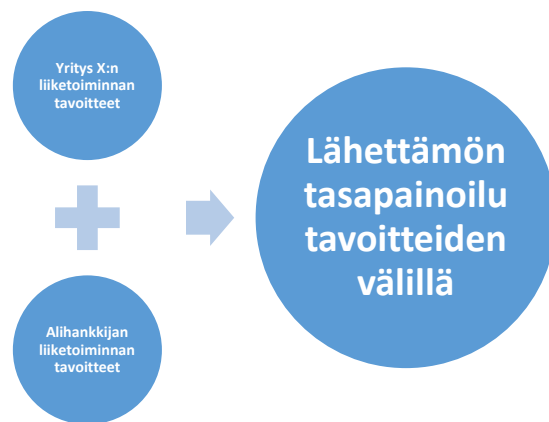 Yritys X:n
liiketoiminnan
tavoitteet
Alihankkijan
liiketoiminnan
tavoitteet
Lähettämön
tasapainoilu
tavoitteiden
välillä